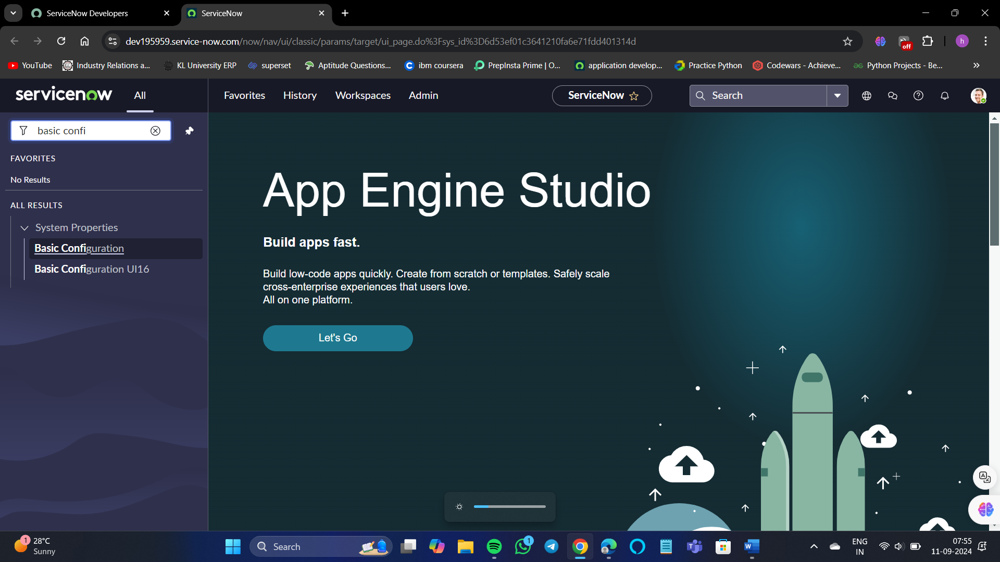 ServiceNow Developers
ServiceNow
dev195959.service-now.com/now/nav/ui/classic/params/target/ui_page.do%3Fsys_id%3D6d53ef01c3641210fa6e71fdd401314d
off
h
YouTube
Industry Relations a...
KL University ERP
superset
Aptitude Questions...
ibm coursera
PrepInsta Prime | O...
application develop...
Practice Python
Codewars - Achieve...
Python Projects - Be...
servicenow
All
Favorites
History
Workspaces
Admin
ServiceNow
Search
basic confi
FAVORITES
No Results
ALL RESULTS
System Properties
Basic Configuration
Basic Configuration UI16
App Engine Studio
Build apps fast.
Build low-code apps quickly. Create from scratch or templates. Safely scale
cross-enterprise experiences that users love.
All on one platform.
Let's Go
1
28°C
Sunny
Search
1
ENG
IN
07:55
11-09-2024